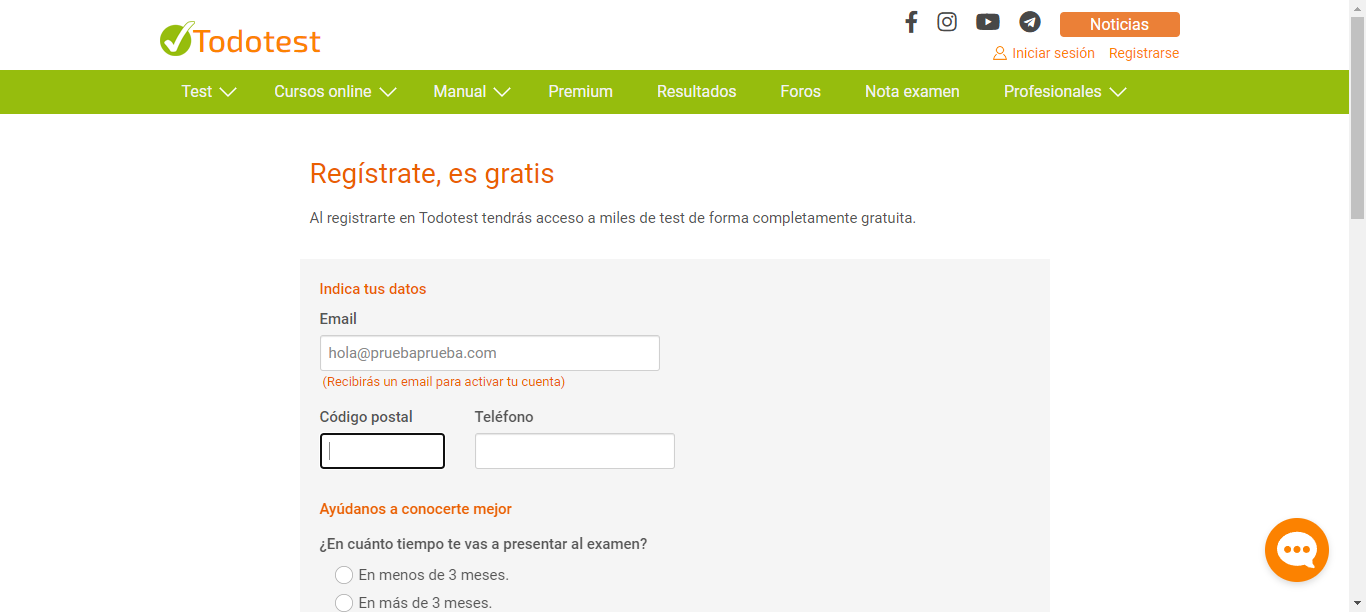 Todotest
Noticias
Iniciar sesión Registrarse
Test Cursos online Manual Premium Resultados Foros Nota examen Profesionales
Regístrate, es gratis
Al registrarte en Todotest tendrás acceso a miles de test de forma completamente gratuita.
Indica tus datos
Email
hola@pruebaprueba.com
(Recibirás un email para activar tu cuenta)
Código postal Teléfono
Ayúdanos a conocerte mejor
¿En cuánto tiempo te vas a presentar al examen?
En menos de 3 meses.
En más de 3 meses.